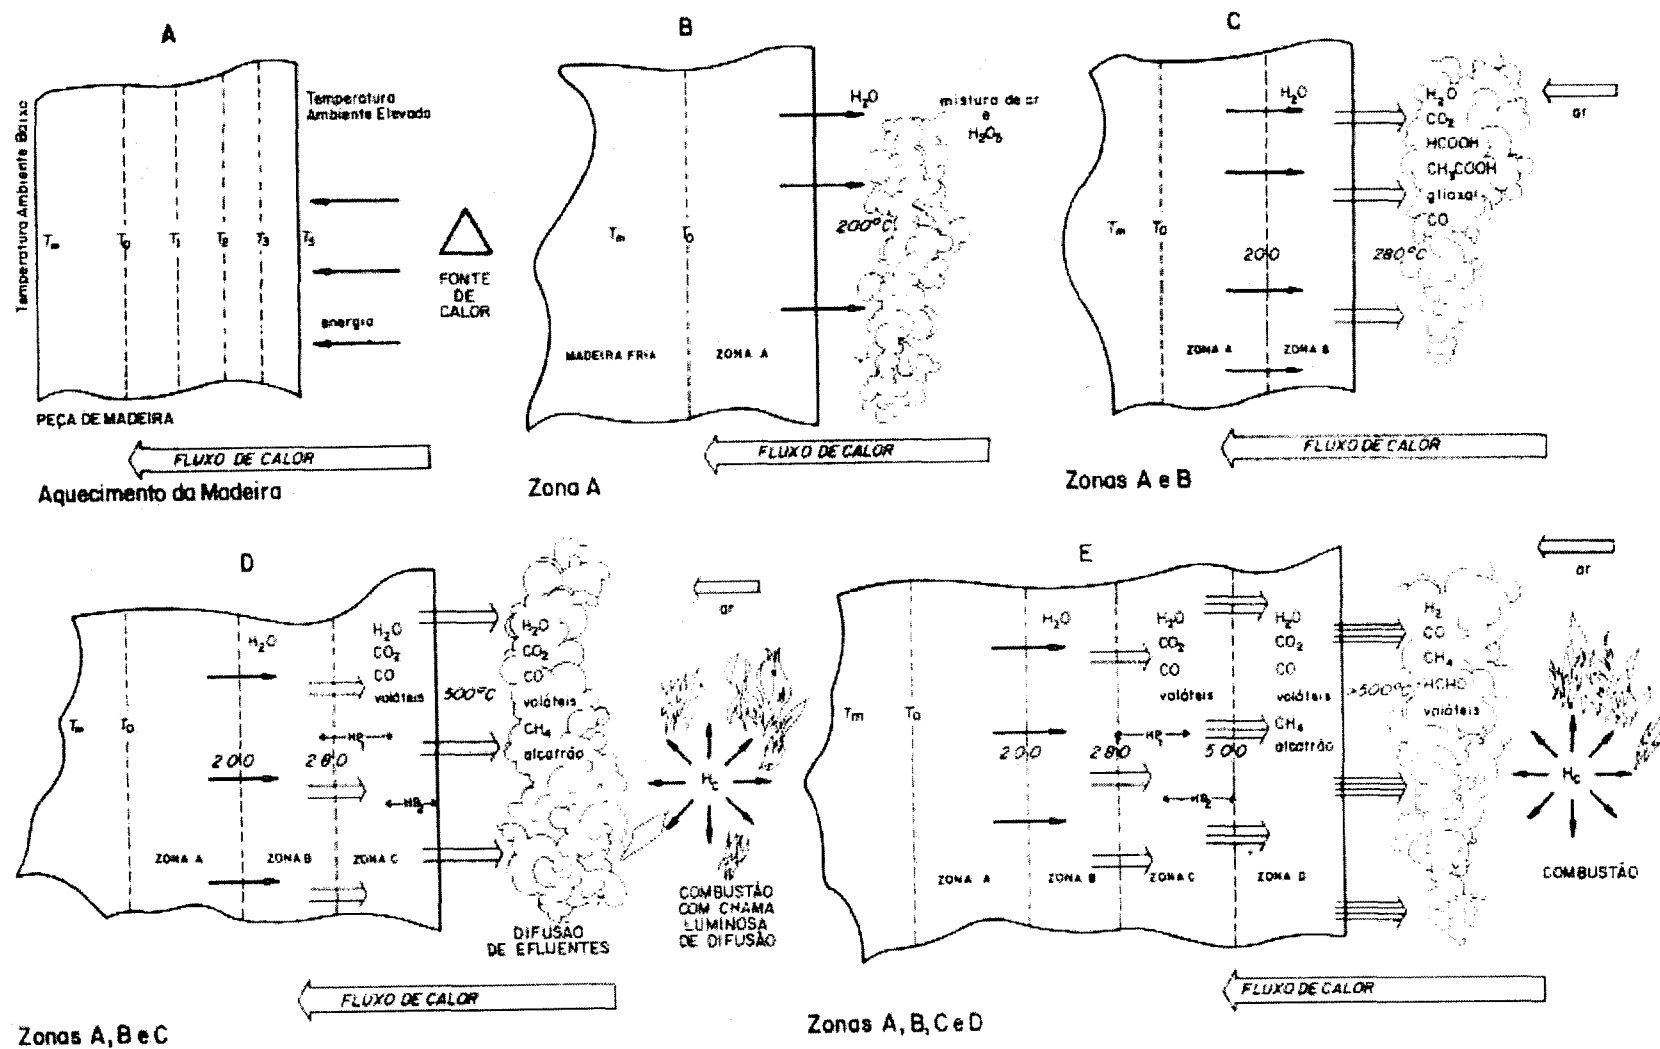 A
Temperatura Ambiente Baixa
Temperatura
Ambiente Elevada
Tm
T0
T1
T2
T3
T5
energia
FONTE
DE
CALOR
PEÇA DE MADEIRA
FLUXO DE CALOR
Aquecimento da Madeira
B
H2O
mistura de ar
e
Tm
T0
200°C
MADEIRA FRIA
ZONA A
FLUXO DE CALOR
Zona A
C
H2O
H2O
CO2
HCOOH
CH3COOH
glioxal
CO
ar
Tm
T0
200
280°C
ZONA A
ZONA B
FLUXO DE CALOR
Zonas A e B
D
H2O
H2O
CO2
CO
voláteis
500°C
H2O
CO2
CO
voláteis
CH4
alcatrão
ar
Tm
T0
200
280
HP1
HP2
Hc
ZONA A
ZONA B
ZONA C
DIFUSÃO
DE EFLUENTES
COMBUSTÃO
COM CHAMA
LUMINOSA
DE DIFUSÃO
FLUXO DE CALOR
Zonas A, B e C
E
H2O
H2O
CO2
CO
voláteis
H2O
CO2
CO
voláteis
CH4
alcatrão
>500°C
H2
CO
CH4
HCHO
voláteis
ar
Tm
T0
200
280
HP1
500
HP2
Hc
ZONA A
ZONA B
ZONA C
ZONA D
COMBUSTÃO
FLUXO DE CALOR
Zonas A, B, C e D